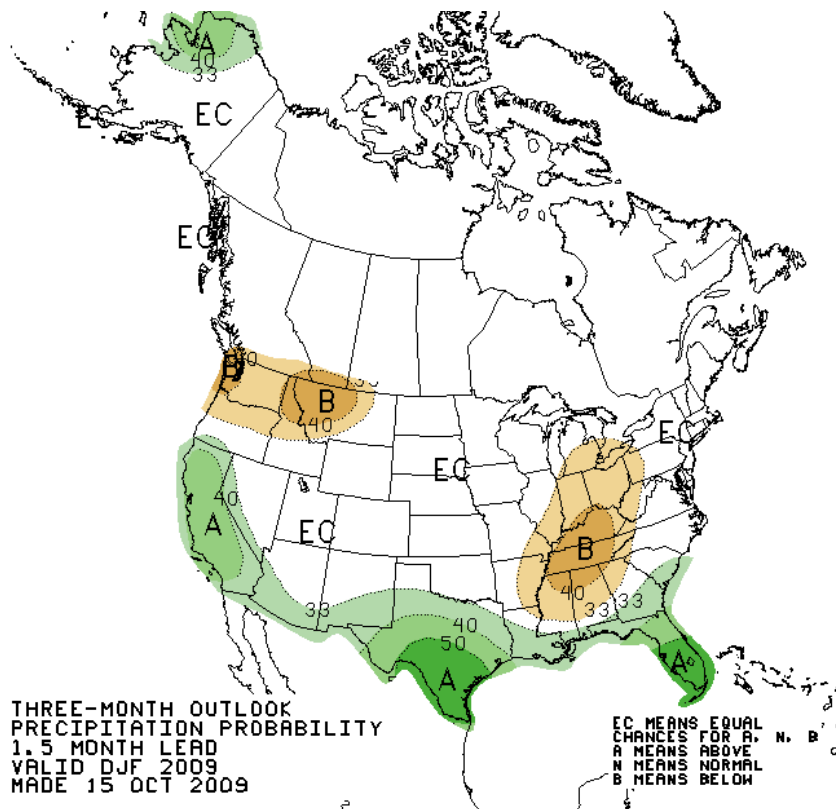 A
40
33
EC
EC
EC
B
40
33
B
40
EC
EC
40
A
EC
B
40
33
33
33
40
50
A
A
THREE-MONTH OUTLOOK
PRECIPITATION PROBABILITY
1.5 MONTH LEAD
VALID DJF 2009
MADE 15 OCT 2009
EC MEANS EQUAL
CHANCES FOR A, N, B
A MEANS ABOVE
N MEANS NORMAL
B MEANS BELOW